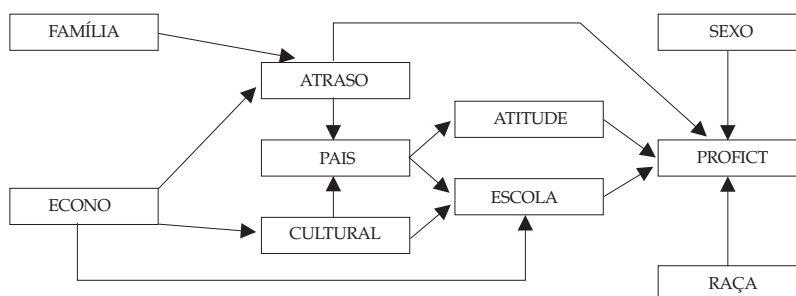 FAMÍLIA
SEXO
ATRASO
ATITUDE
PAIS
PROFICT
ECONO
ESCOLA
CULTURAL
RAÇA